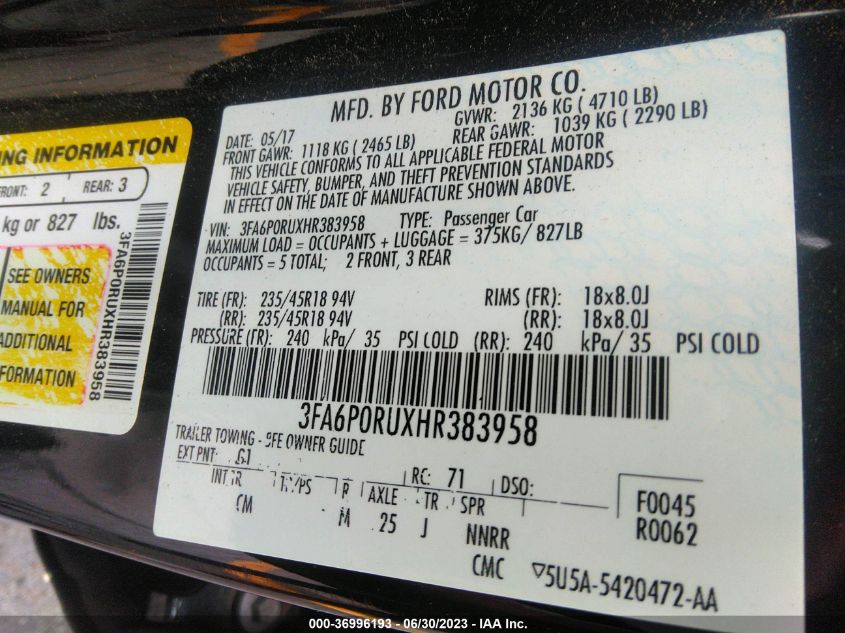 NG INFORMATION
FRONT: 2 REAR: 3
kg or 827 lbs.
SEE OWNERS
MANUAL FOR
ADDITIONAL
FORMATION
3FA6P0RUXHR383958
MFD. BY FORD MOTOR CO.
DATE: 05/17 GVWR: 2136 KG ( 4710 LB)
FRONT GAWR: 1118 KG ( 2465 LB) REAR GAWR: 1039 KG ( 2290 LB)
THIS VEHICLE CONFORMS TO ALL APPLICABLE FEDERAL MOTOR
VEHICLE SAFETY, BUMPER, AND THEFT PREVENTION STANDARDS
IN EFFECT ON THE DATE OF MANUFACTURE SHOWN ABOVE.
VIN: 3FA6P0RUXHR383958 TYPE: Passenger Car
MAXIMUM LOAD = OCCUPANTS + LUGGAGE = 375KG/ 827LB
OCCUPANTS = 5 TOTAL; 2 FRONT, 3 REAR
TIRE (FR): 235/45R18 94V RIMS (FR): 18x8.0J
(RR): 235/45R18 94V (RR): 18x8.0J
PRESSURE (FR): 240 kPa/ 35 PSI COLD (RR): 240 kPa/ 35 PSI COLD
3FA6P0RUXHR383958
TRAILER TOWING - SEE OWNER GUIDE
EXT PNT: G1 RC: 71 DSO: F0045
INT TR TP/PS R AXLE TR SPR R0062
CM M 25 J NNRR
CMC ▽5U5A-5420472-AA
000-36996193 - 06/30/2023 - IAA Inc.